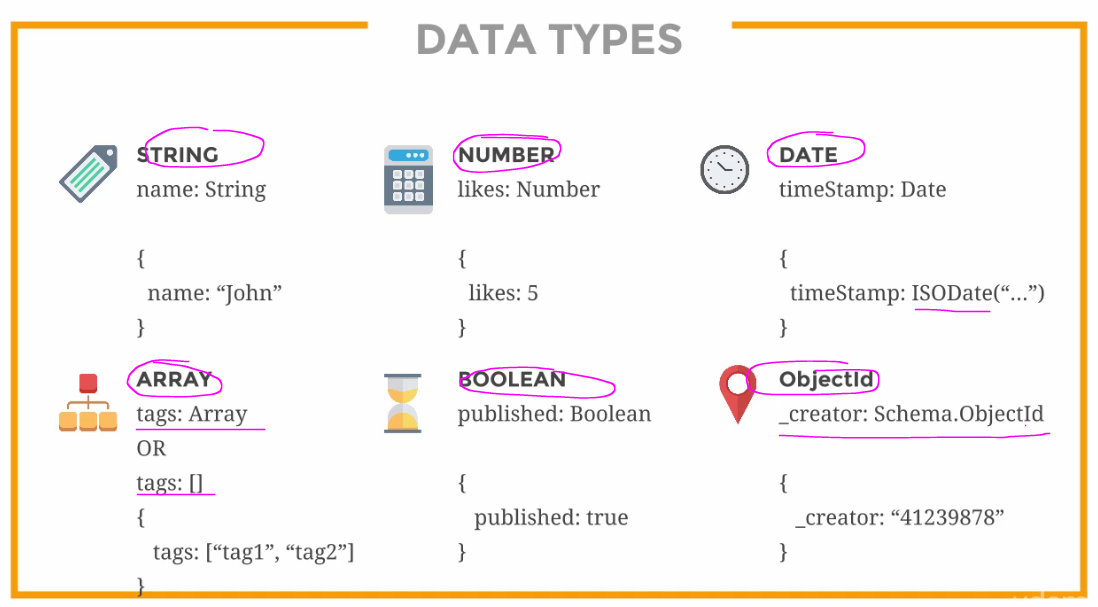 DATA TYPES
STRING
name: String
{
name: “John”
}
NUMBER
likes: Number
{
likes: 5
}
DATE
timeStamp: Date
{
timeStamp: ISODate(“...”)
}
ARRAY
tags: Array
OR
tags: []
{
tags: [“tag1”, “tag2”]
}
BOOLEAN
published: Boolean
{
published: true
}
ObjectId
_creator: Schema.ObjectId
{
_creator: “41239878”
}